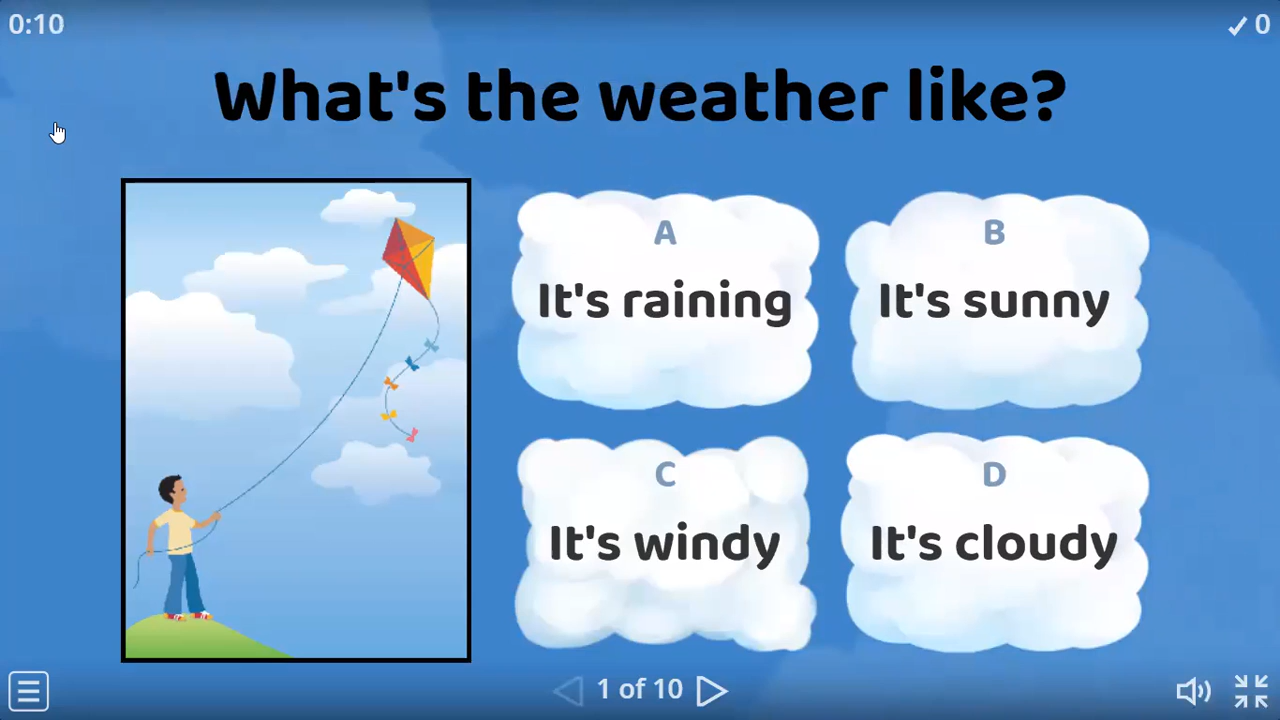 0:10
✓ 0
What's the weather like?
A
It's raining
B
It's sunny
C
It's windy
D
It's cloudy
1 of 10